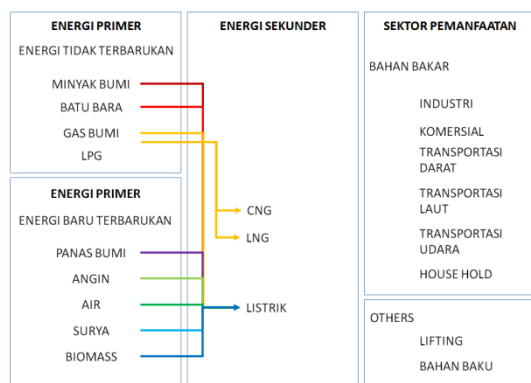 ENERGI PRIMER
ENERGI TIDAK TERBARUKAN
MINYAK BUMI
BATU BARA
GAS BUMI
LPG
ENERGI PRIMER
ENERGI BARU TERBARUKAN
PANAS BUMI
ANGIN
AIR
SURYA
BIOMASS
ENERGI SEKUNDER
CNG
LNG
LISTRIK
SEKTOR PEMANFAATAN
BAHAN BAKAR
INDUSTRI
KOMERSIAL
TRANSPORTASI
DARAT
TRANSPORTASI
LAUT
TRANSPORTASI
UDARA
HOUSE HOLD
OTHERS
LIFTING
BAHAN BAKU